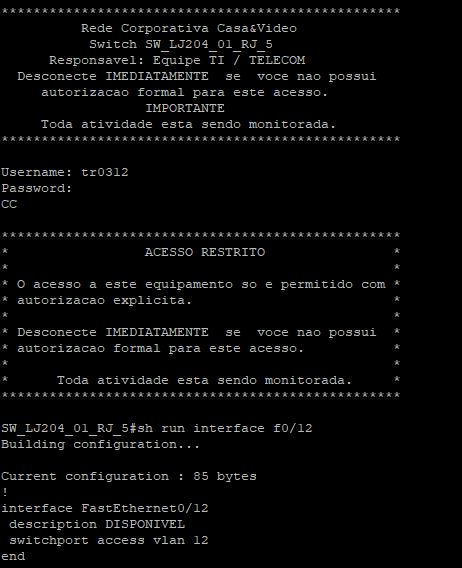 **************************************************
Rede Corporativa Casa&Video
Switch SW_LJ204_01_RJ_5
Responsavel: Equipe TI / TELECOM
Desconecte IMEDIATAMENTE  se  voce nao possui
autorizacao formal para este acesso.
IMPORTANTE
Toda atividade esta sendo monitorada.
**************************************************
Username: tr0312
Password:
CC
**************************************************
*                 ACESSO RESTRITO                *
*                                                *
* O acesso a este equipamento so e permitido com *
* autorizacao explicita.                         *
*                                                *
* Desconecte IMEDIATAMENTE  se  voce nao possui  *
* autorizacao formal para este acesso.           *
*                                                *
*      Toda atividade esta sendo monitorada.     *
**************************************************
SW_LJ204_01_RJ_5#sh run interface f0/12
Building configuration...
Current configuration : 85 bytes
!
interface FastEthernet0/12
description DISPONIVEL
switchport access vlan 12
end